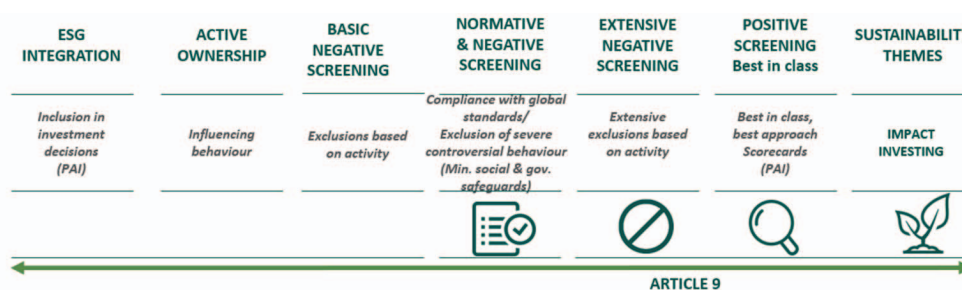 ESG
INTEGRATION
ACTIVE
OWNERSHIP
BASIC
NEGATIVE
SCREENING
NORMATIVE
& NEGATIVE
SCREENING
EXTENSIVE
NEGATIVE
SCREENING
POSITIVE
SCREENING
Best in class
SUSTAINABILIT
THEMES
Inclusion in
investment
decisions
(PAI)
Influencing
behaviour
Exclusions based
on activity
Compliance with global
standards/
Exclusion of severe
controversial behaviour
(Min. social & gov.
safeguards)
Extensive
exclusions based
on activity
Best in class,
best approach
Scorecards
(PAI)
IMPACT
INVESTING
ARTICLE 9